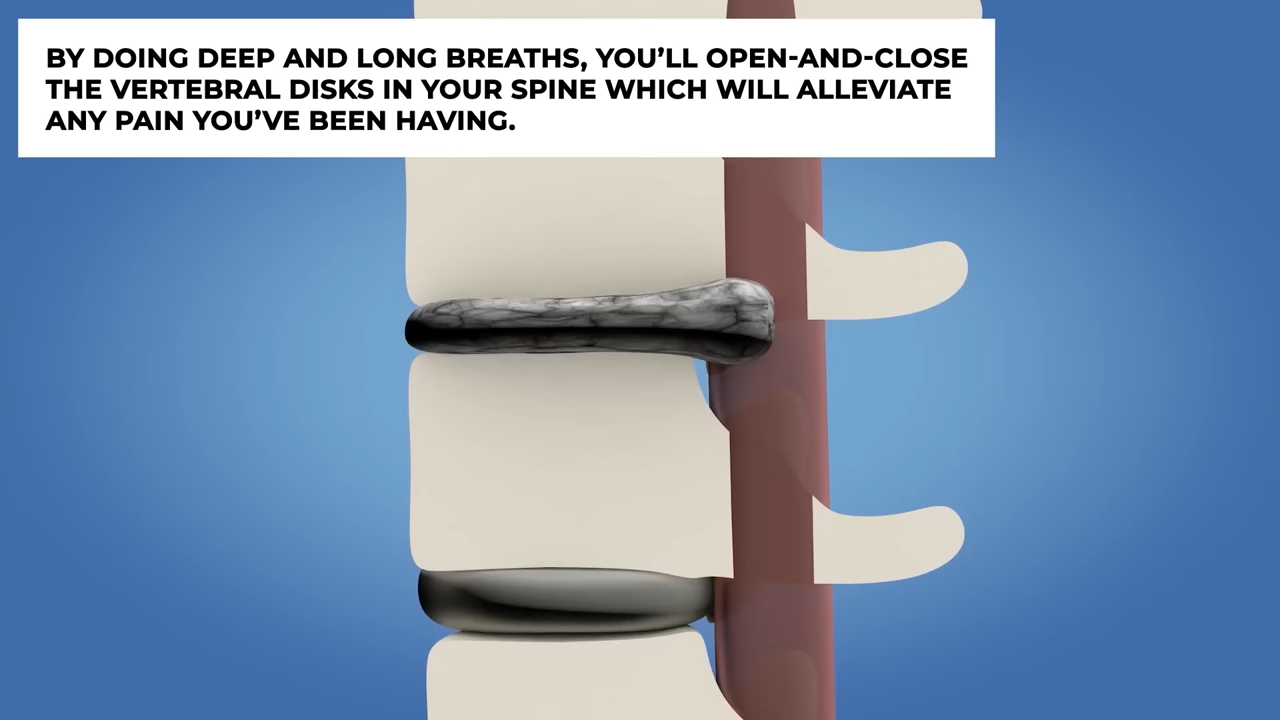 BY DOING DEEP AND LONG BREATHS, YOU'LL OPEN-AND-CLOSE
THE VERTEBRAL DISKS IN YOUR SPINE WHICH WILL ALLEVIATE
ANY PAIN YOU'VE BEEN HAVING.